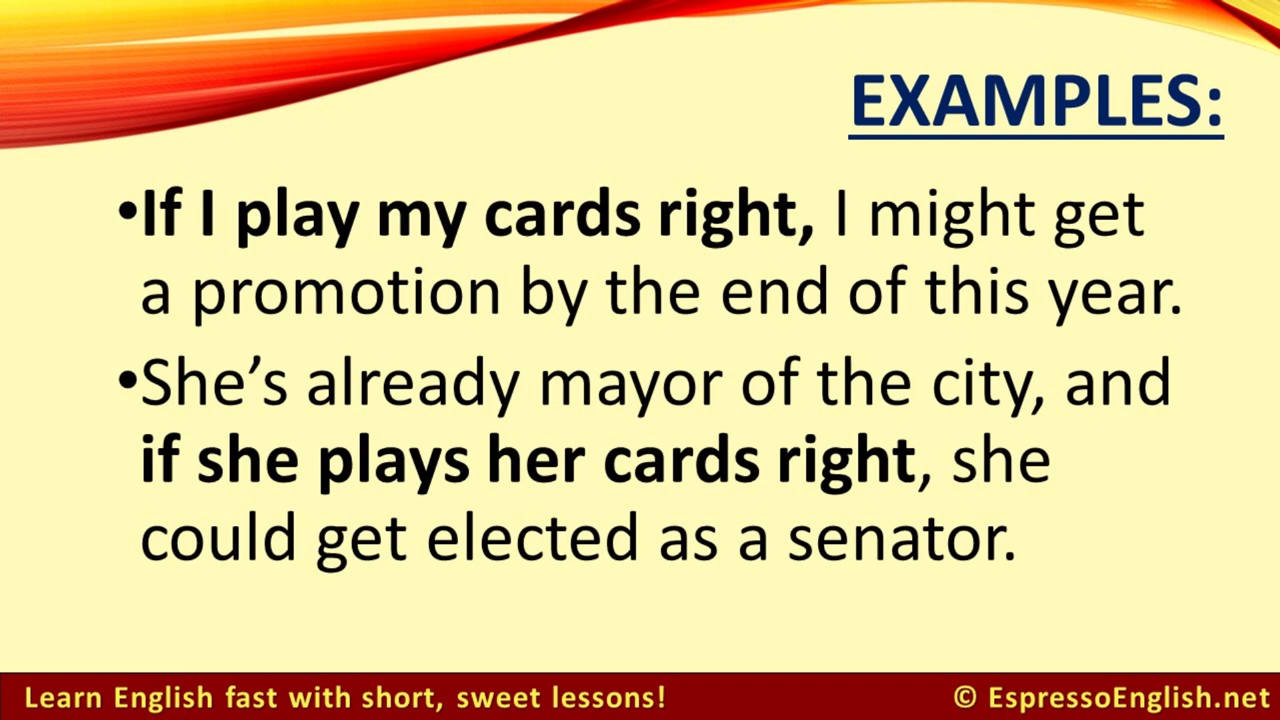 EXAMPLES:
•If I play my cards right, I might get
a promotion by the end of this year.
•She’s already mayor of the city, and
if she plays her cards right, she
could get elected as a senator.
Learn English fast with short, sweet lessons!
© EspressoEnglish.net